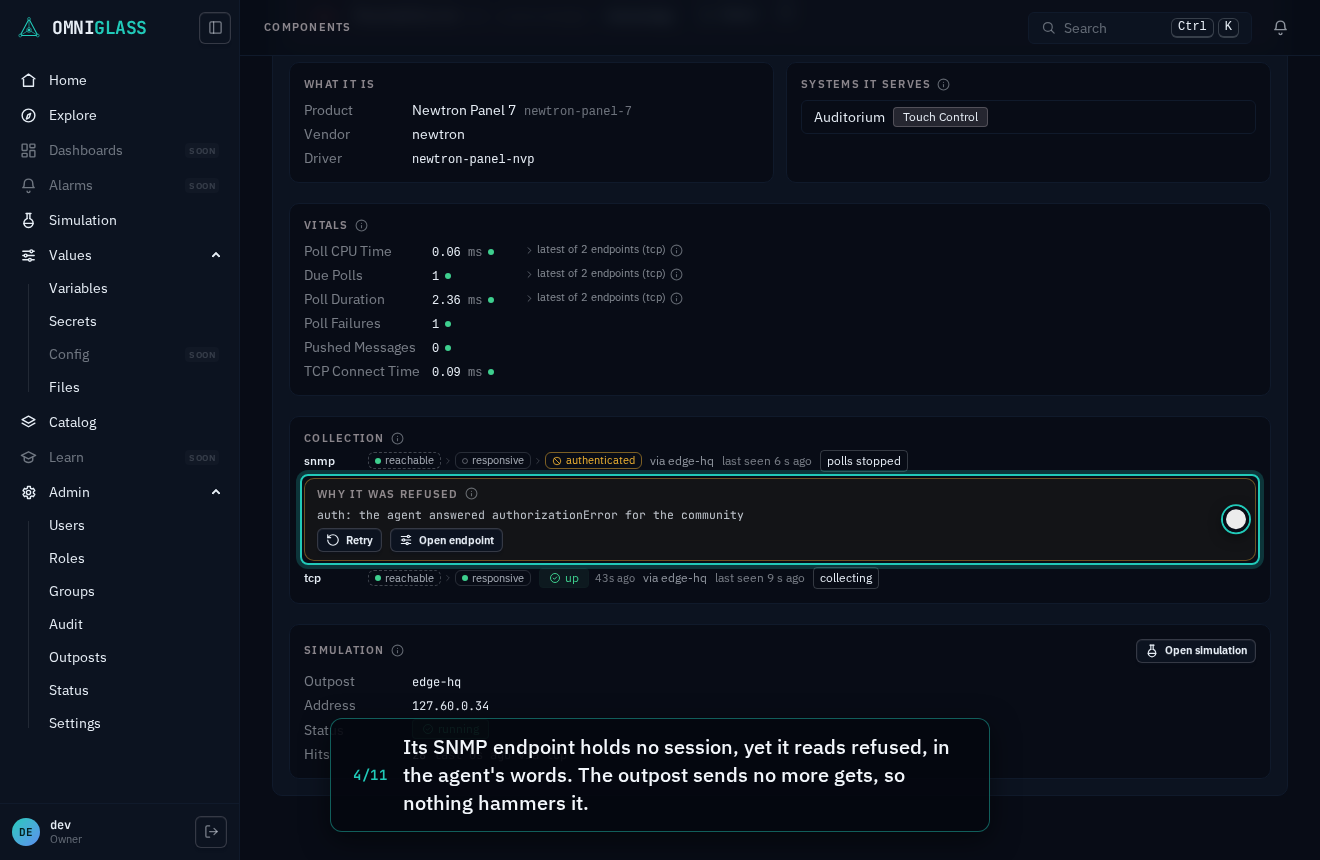 OMNIGLASS
COMPONENTS
Search
Ctrl
K
Home
Explore
Dashboards SOON
Alarms SOON
Simulation
Values
Variables
Secrets
Config SOON
Files
Catalog
Learn SOON
Admin
Users
Roles
Groups
Audit
Outposts
Status
Settings
DE
dev
Owner
WHAT IT IS
Product Newtron Panel 7 newtron-panel-7
Vendor newtron
Driver newtron-panel-nvp
SYSTEMS IT SERVES
Auditorium Touch Control
VITALS
Poll CPU Time 0.06 ms latest of 2 endpoints (tcp)
Due Polls 1 latest of 2 endpoints (tcp)
Poll Duration 2.36 ms latest of 2 endpoints (tcp)
Poll Failures 1
Pushed Messages 0
TCP Connect Time 0.09 ms
COLLECTION
snmp reachable responsive authenticated via edge-hq last seen 6 s ago polls stopped
WHY IT WAS REFUSED
auth: the agent answered authorizationError for the community
Retry Open endpoint
tcp reachable responsive up 43s ago via edge-hq last seen 9 s ago collecting
SIMULATION
Open simulation
Outpost edge-hq
Address 127.60.0.34
Status running
Hits
4/11
Its SNMP endpoint holds no session, yet it reads refused, in
the agent's words. The outpost sends no more gets, so
nothing hammers it.